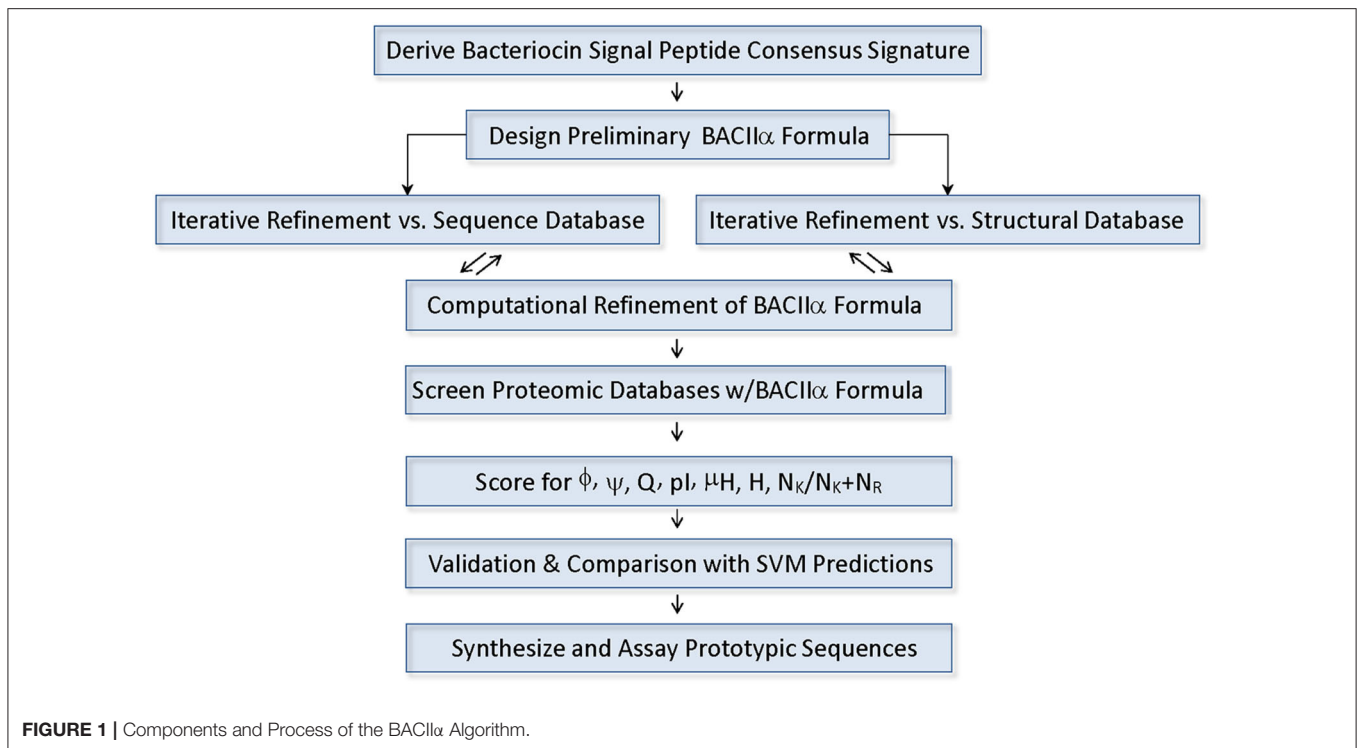 Derive Bacteriocin Signal Peptide Consensus Signature
Design Preliminary BACIIα Formula
Iterative Refinement vs. Sequence Database
Iterative Refinement vs. Structural Database
Computational Refinement of BACIIα Formula
Screen Proteomic Databases w/BACIIα Formula
Score for ϕ, ψ, Q, pI, μH, H, N_K/N_K+N_R
Validation & Comparison with SVM Predictions
Synthesize and Assay Prototypic Sequences
FIGURE 1 | Components and Process of the BACIIα Algorithm.